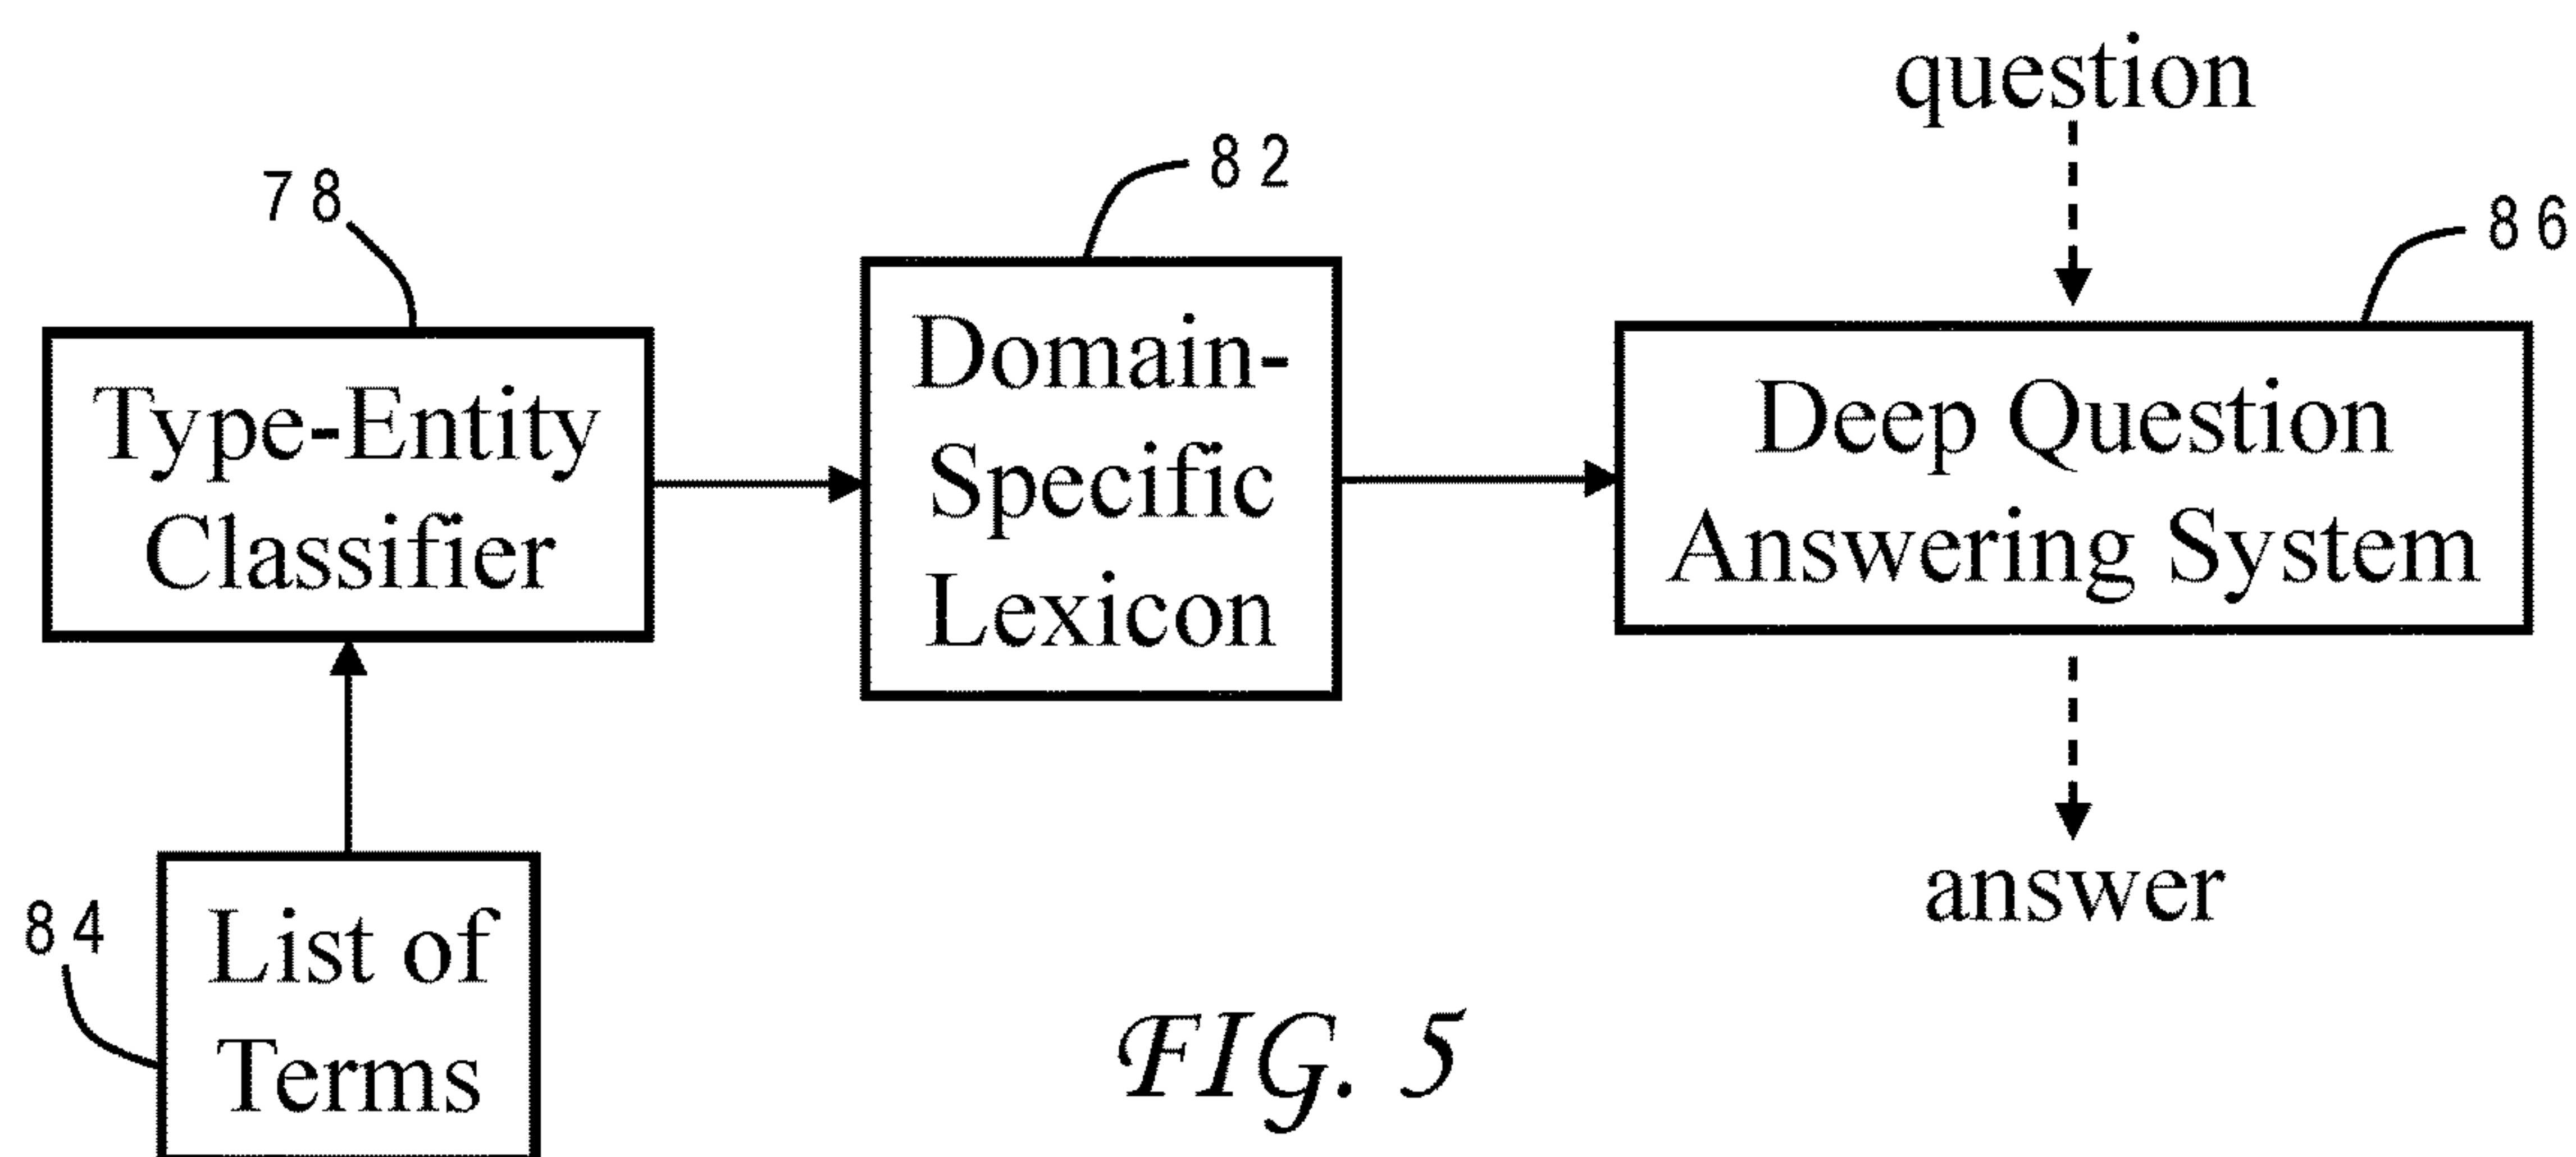 question
82
78
86
Type-Entity
Classifier
Domain-
Specific
Lexicon
Deep Question
Answering System
84
List of
Terms
answer
FIG. 5